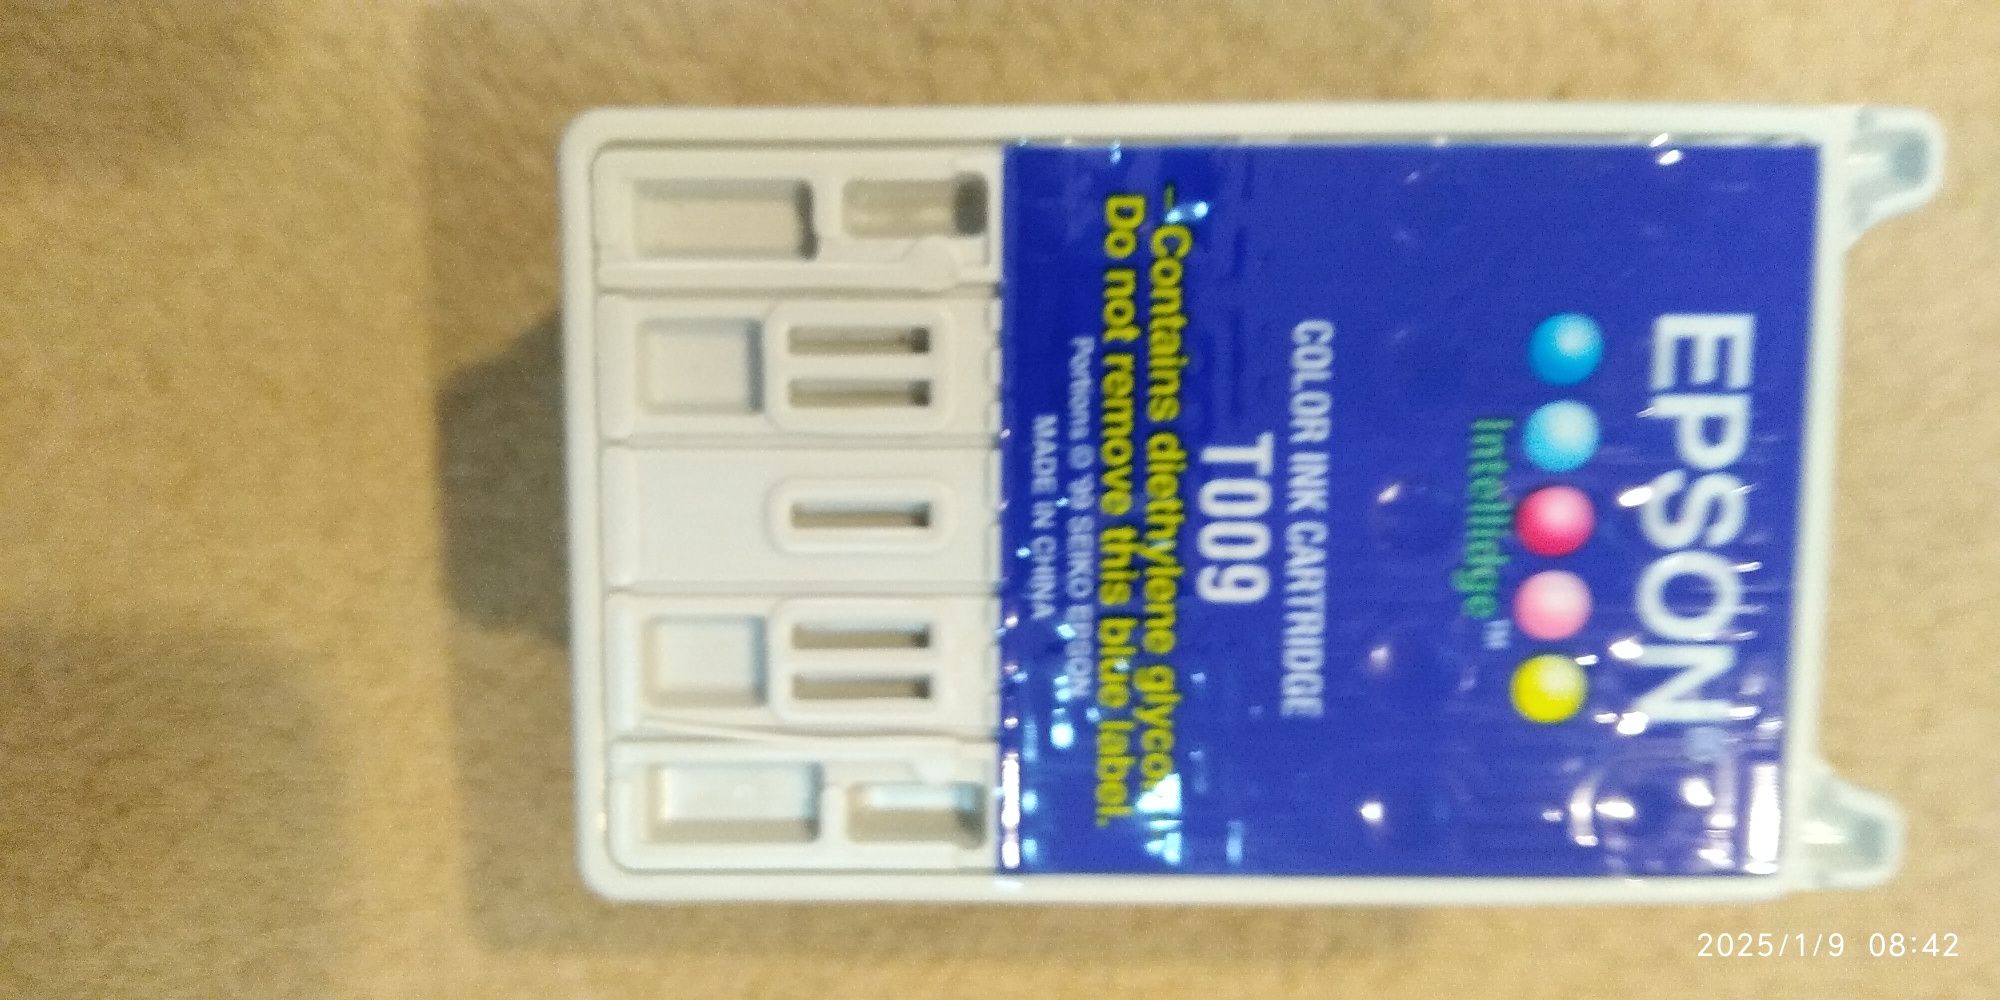 EPSON
Intellidge™
COLOR INK CARTRIDGE
T009
—Contains diethylene glycol.
Do not remove this blue label.
Portions © '99 SEIKO EPSON
MADE IN CHINA
2025/1/9 08:42